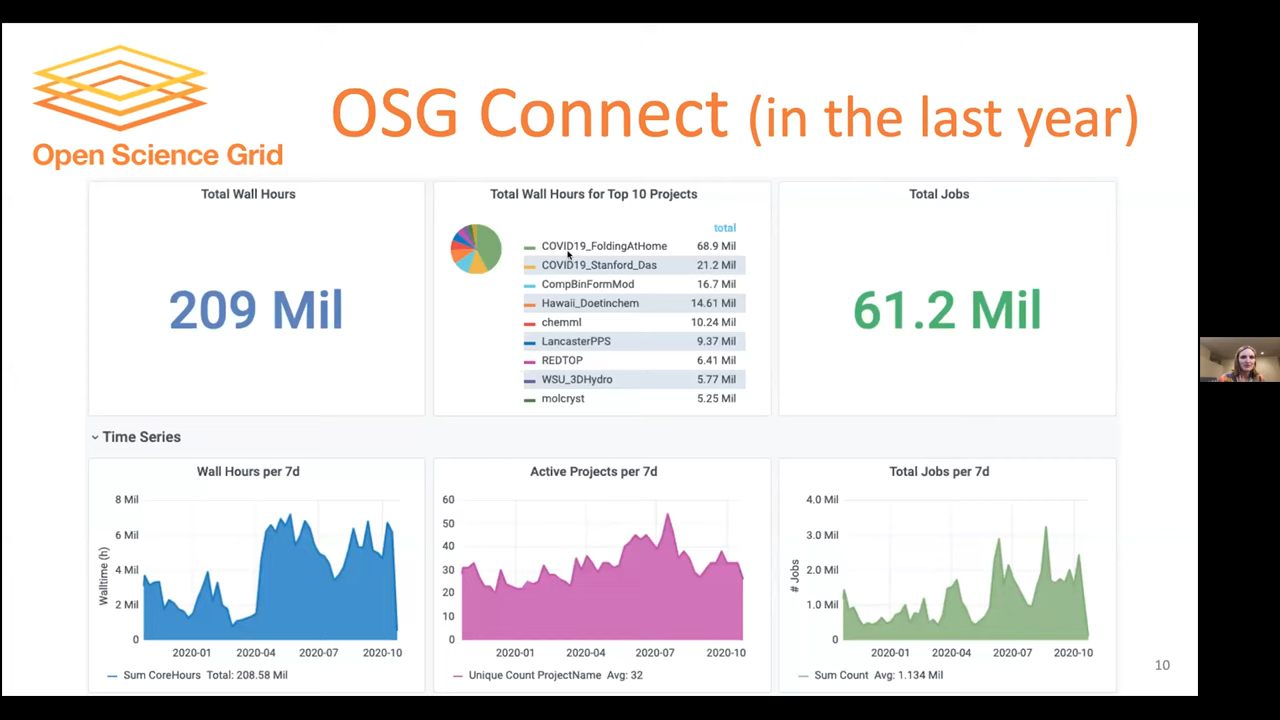 OSG Connect (in the last year)
Open Science Grid
Total Wall Hours
209 Mil
Total Wall Hours for Top 10 Projects
total
COVID19_FoldingAtHome 68.9 Mil
COVID19_Stanford_Das 21.2 Mil
CompBinFormMod 16.7 Mil
Hawaii_Doetinchem 14.61 Mil
chemml 10.24 Mil
LancasterPPS 9.37 Mil
REDTOP 6.41 Mil
WSU_3DHydro 5.77 Mil
molcryst 5.25 Mil
Total Jobs
61.2 Mil
Time Series
Wall Hours per 7d
8 Mil
6 Mil
4 Mil
2 Mil
0
Walltime (h)
2020-01 2020-04 2020-07 2020-10
Sum CoreHours Total: 208.58 Mil
Active Projects per 7d
60
50
40
30
20
10
0
2020-01 2020-04 2020-07 2020-10
Unique Count ProjectName Avg: 32
Total Jobs per 7d
4.0 Mil
3.0 Mil
2.0 Mil
1.0 Mil
0
# Jobs
2020-01 2020-04 2020-07 2020-10
Sum Count Avg: 1.134 Mil
10